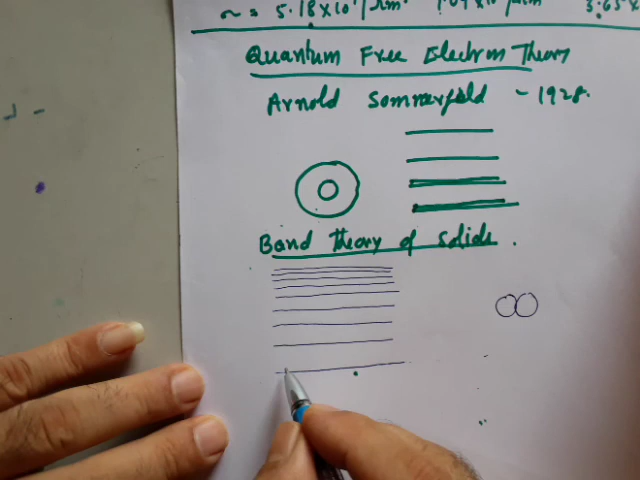 Quantum Free Electron Theory
Arnold Sommerfeld - 1928.
Band Theory of Solids.